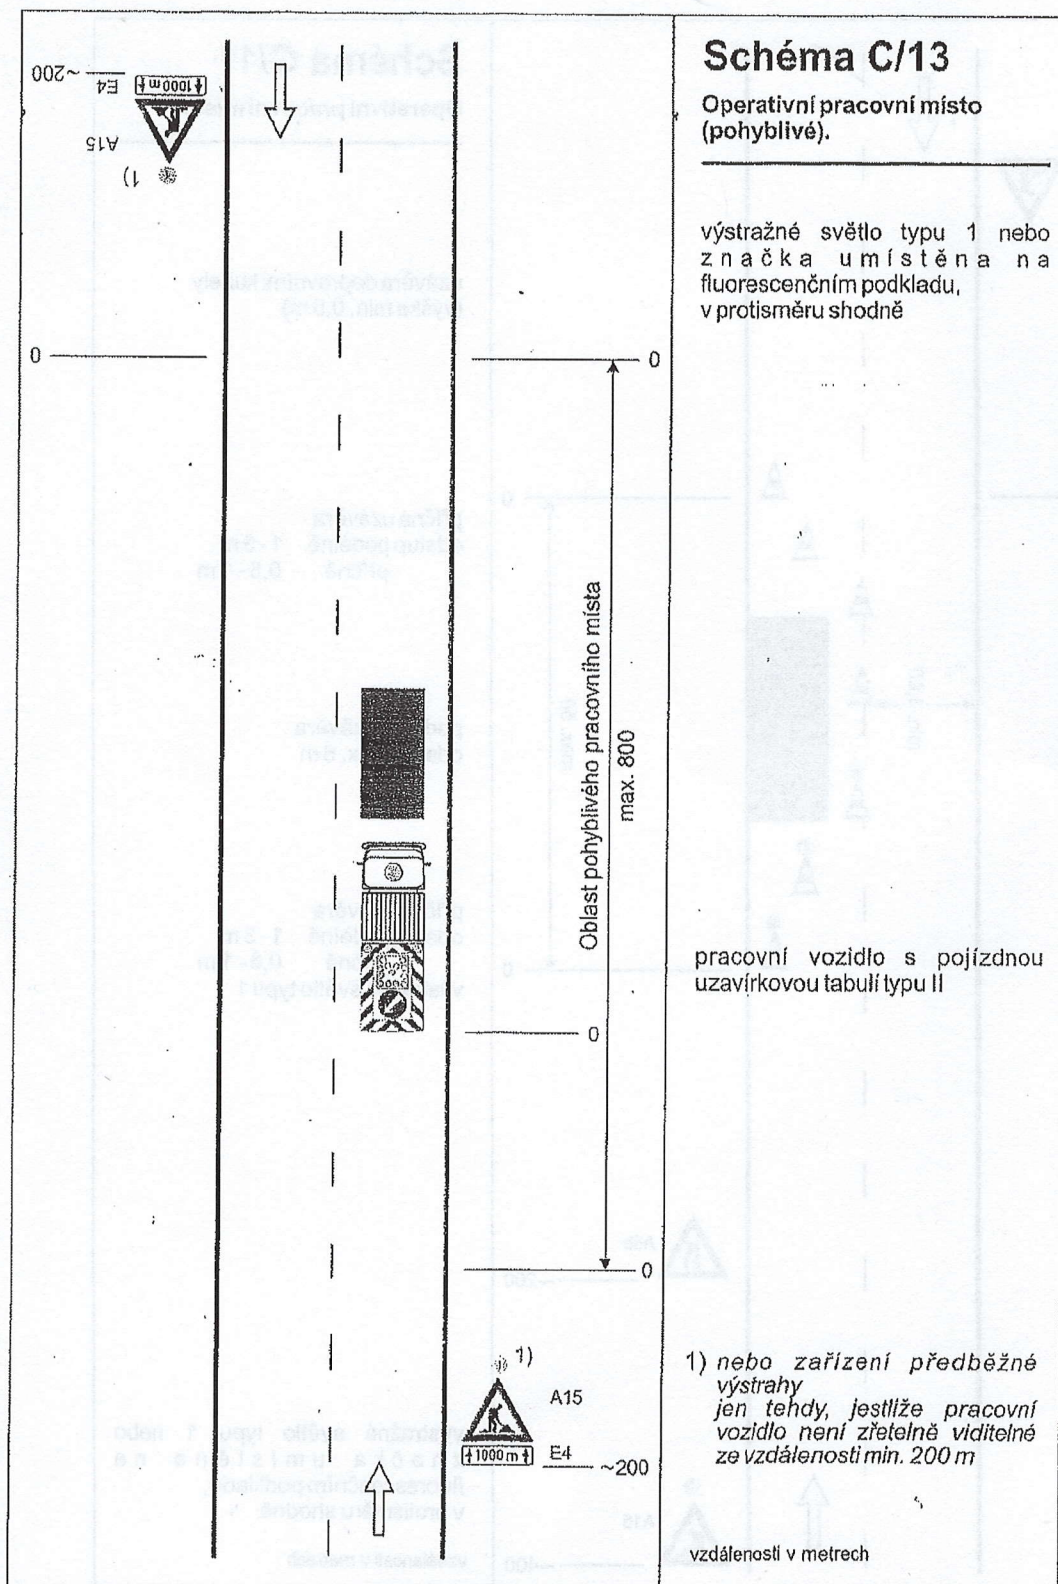 Schéma C/13
Operativní pracovní místo
(pohyblivé).
výstražné světlo typu 1 nebo
značka umístěna na
fluorescenčním podkladu,
v protisměru shodně
~200
E4
1000 m
A15
1)
0
0
Oblast pohyblivého pracovního místa
max. 800
pracovní vozidlo s pojízdnou
uzavírkovou tabulí typu II
0
0
1)
A15
1000 m
E4
~200
1) nebo zařízení předběžné
výstrahy
jen tehdy, jestliže pracovní
vozidlo není zřetelně viditelné
ze vzdálenosti min. 200 m
vzdálenosti v metrech